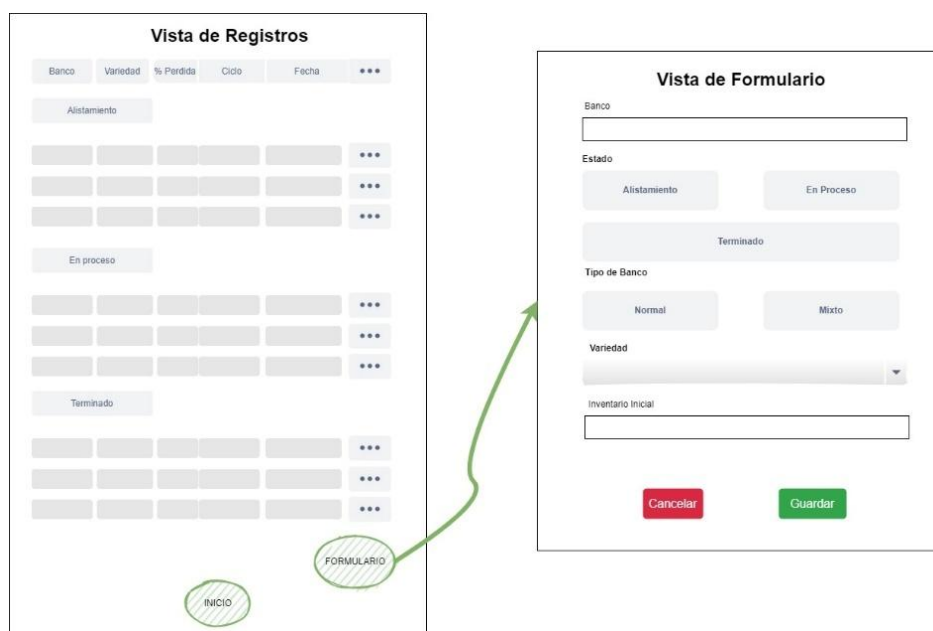 Vista de Registros
Banco Variedad % Perdida Ciclo Fecha
Alistamiento
En proceso
Terminado
FORMULARIO
INICIO
Vista de Formulario
Banco
Estado
Alistamiento En Proceso
Terminado
Tipo de Banco
Normal Mixto
Variedad
Inventario Inicial
Cancelar Guardar